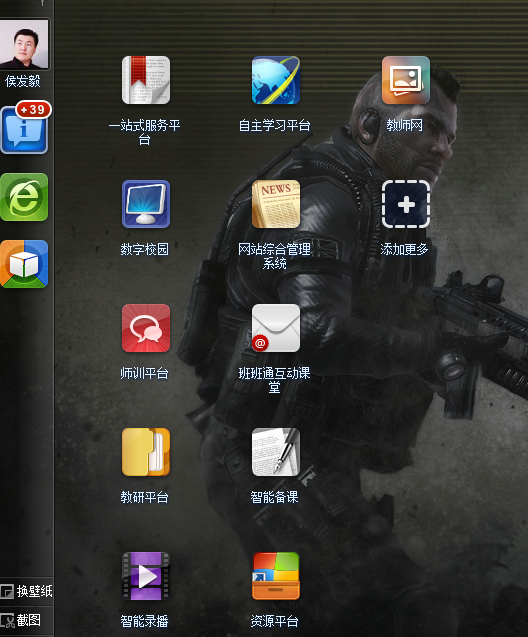 侯发毅
+39
一站式服务平
台
自主学习平台
教师网
数字校园
NEWS
网站综合管理
系统
添加更多
师训平台
@
班班通互动课
堂
教研平台
智能备课
智能录播
资源平台
换壁纸
截图